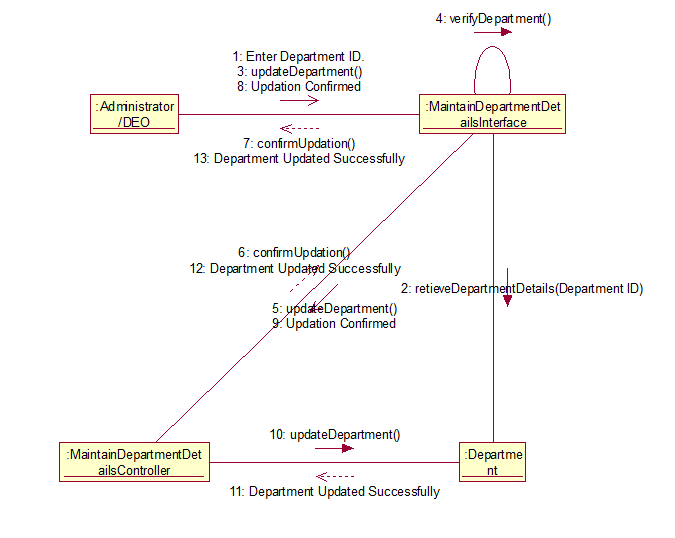 4: verifyDepartment()
1: Enter Department ID.
3: updateDepartment()
8: Updation Confirmed
:Administrator
/DEO
:MaintainDepartmentDet
ailsInterface
7: confirmUpdation()
13: Department Updated Successfully
6: confirmUpdation()
12: Department Updated Successfully
2: retieveDepartmentDetails(Department ID)
5: updateDepartment()
9: Updation Confirmed
10: updateDepartment()
:MaintainDepartmentDet
ailsController
:Departme
nt
11: Department Updated Successfully